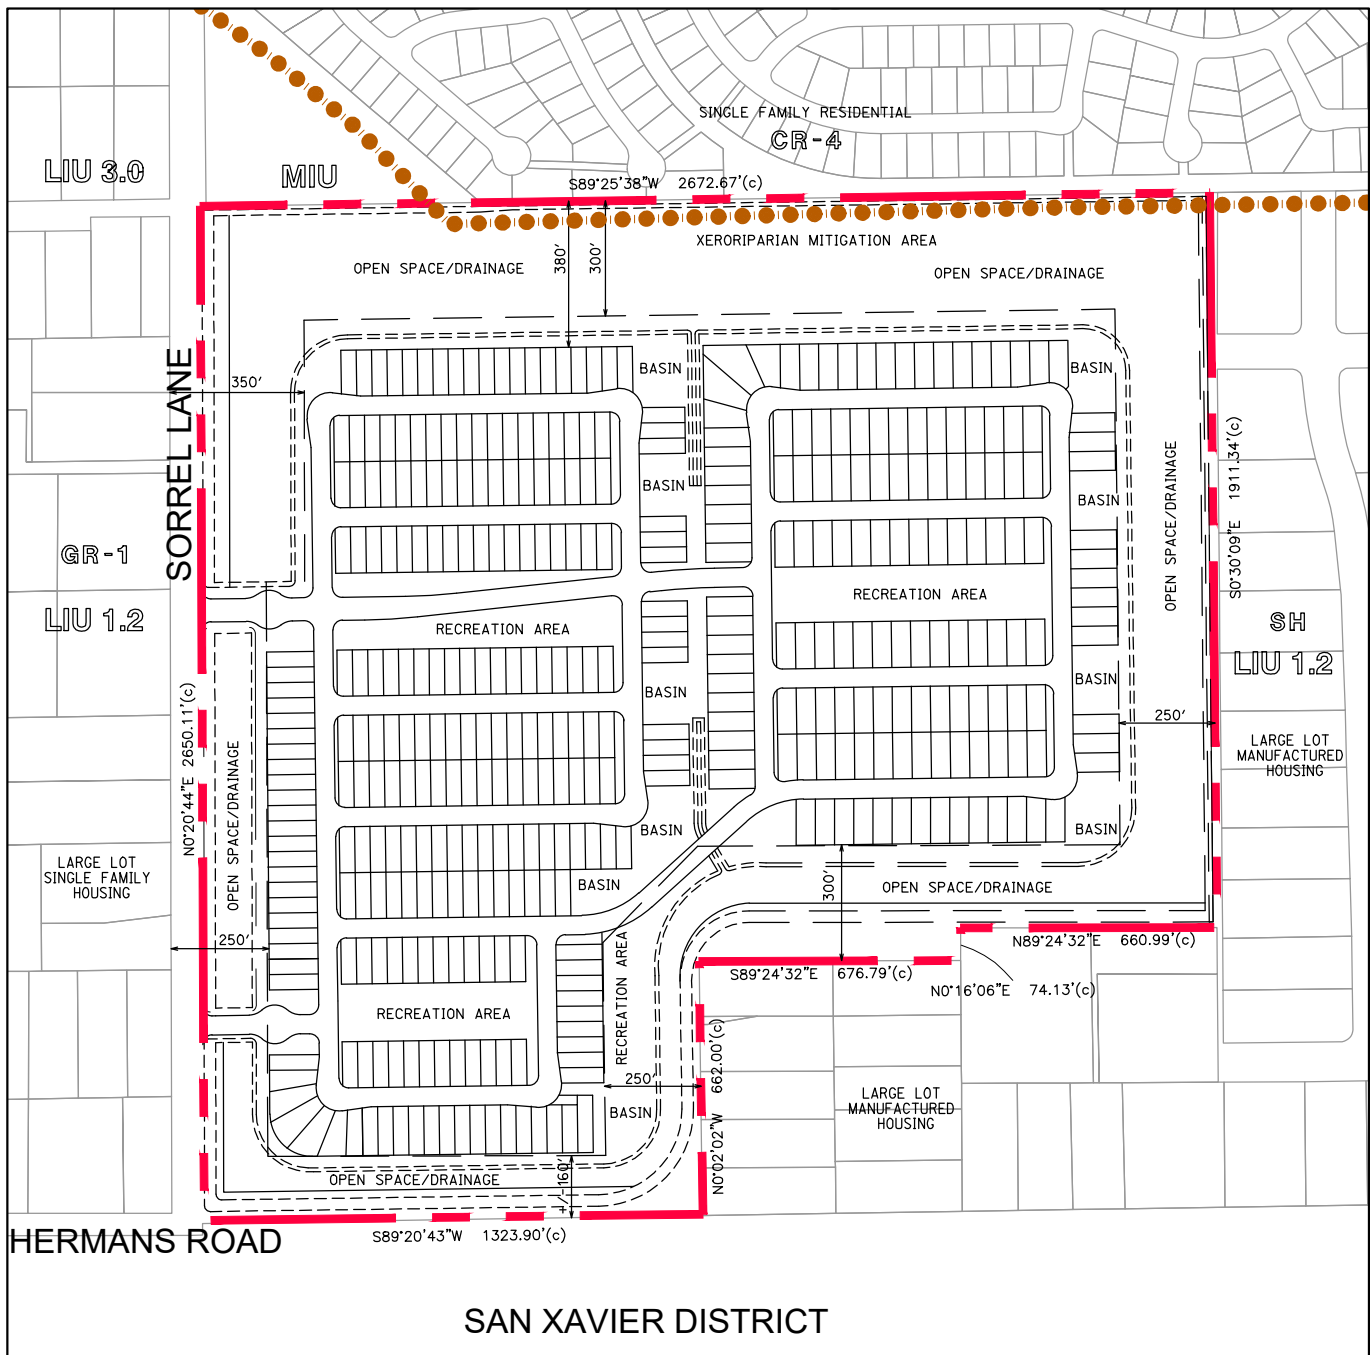 SINGLE FAMILY RESIDENTIAL
CR-4
LIU 3.0
MIU
S89°25'38"W 2672.67'(c)
XERORIPARIAN MITIGATION AREA
OPEN SPACE/DRAINAGE
380'
300'
OPEN SPACE/DRAINAGE
SORREL LANE
350'
BASIN
BASIN
BASIN
BASIN
OPEN SPACE/DRAINAGE
S0°30'09"E 1911.34'(c)
GR-1
LIU 1.2
RECREATION AREA
RECREATION AREA
SH
LIU 1.2
N0°20'44"E 2650.11'(c)
OPEN SPACE/DRAINAGE
BASIN
BASIN
250'
LARGE LOT
MANUFACTURED
HOUSING
BASIN
BASIN
LARGE LOT
SINGLE FAMILY
HOUSING
BASIN
300'
OPEN SPACE/DRAINAGE
250'
RECREATION AREA
N89°24'32"E 660.99'(c)
S89°24'32"E 676.79'(c)
N0°16'06"E 74.13'(c)
RECREATION AREA
250'
BASIN
N0°02'02"W 662.00'(c)
LARGE LOT
MANUFACTURED
HOUSING
OPEN SPACE/DRAINAGE
+/-160'
HERMANS ROAD
S89°20'43"W 1323.90'(c)
SAN XAVIER DISTRICT